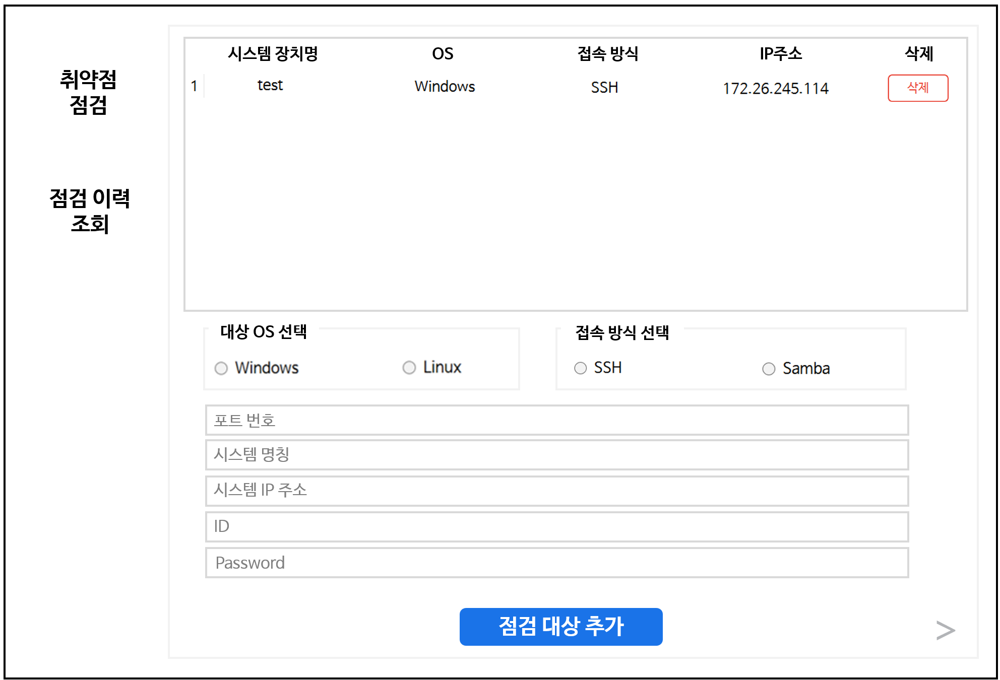 취약점
점검
점검 이력
조회
시스템 장치명 OS 접속 방식 IP주소 삭제
1 test Windows SSH 172.26.245.114 삭제
대상 OS 선택
Windows Linux
접속 방식 선택
SSH Samba
포트 번호
시스템 명칭
시스템 IP 주소
ID
Password
점검 대상 추가
>